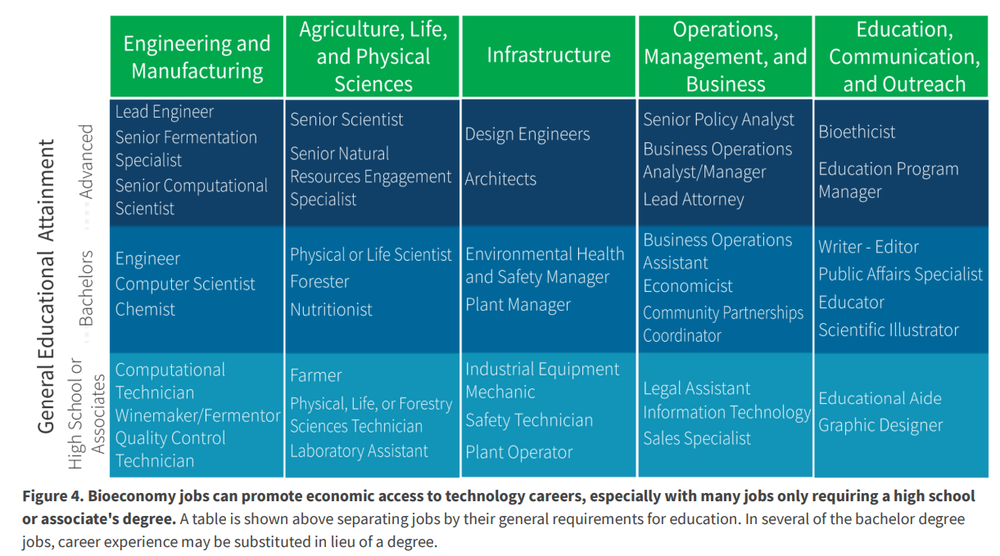 Engineering and
Manufacturing
Agriculture, Life,
and Physical
Sciences
Infrastructure
Operations,
Management, and
Business
Education,
Communication,
and Outreach
General Educational Attainment
Advanced
Lead Engineer
Senior Fermentation
Specialist
Senior Computational
Scientist
Senior Scientist
Senior Natural
Resources Engagement
Specialist
Design Engineers
Architects
Senior Policy Analyst
Business Operations
Analyst/Manager
Lead Attorney
Bioethicist
Education Program
Manager
Bachelors
Engineer
Computer Scientist
Chemist
Physical or Life Scientist
Forester
Nutritionist
Environmental Health
and Safety Manager
Plant Manager
Business Operations
Assistant
Economicist
Community Partnerships
Coordinator
Writer - Editor
Public Affairs Specialist
Educator
Scientific Illustrator
High School or
Associates
Computational
Technician
Winemaker/Fermentor
Quality Control
Technician
Farmer
Physical, Life, or Forestry
Sciences Technician
Laboratory Assistant
Industrial Equipment
Mechanic
Safety Technician
Plant Operator
Legal Assistant
Information Technology
Sales Specialist
Educational Aide
Graphic Designer
Figure 4. Bioeconomy jobs can promote economic access to technology careers, especially with many jobs only requiring a high school
or associate's degree. A table is shown above separating jobs by their general requirements for education. In several of the bachelor degree
jobs, career experience may be substituted in lieu of a degree.